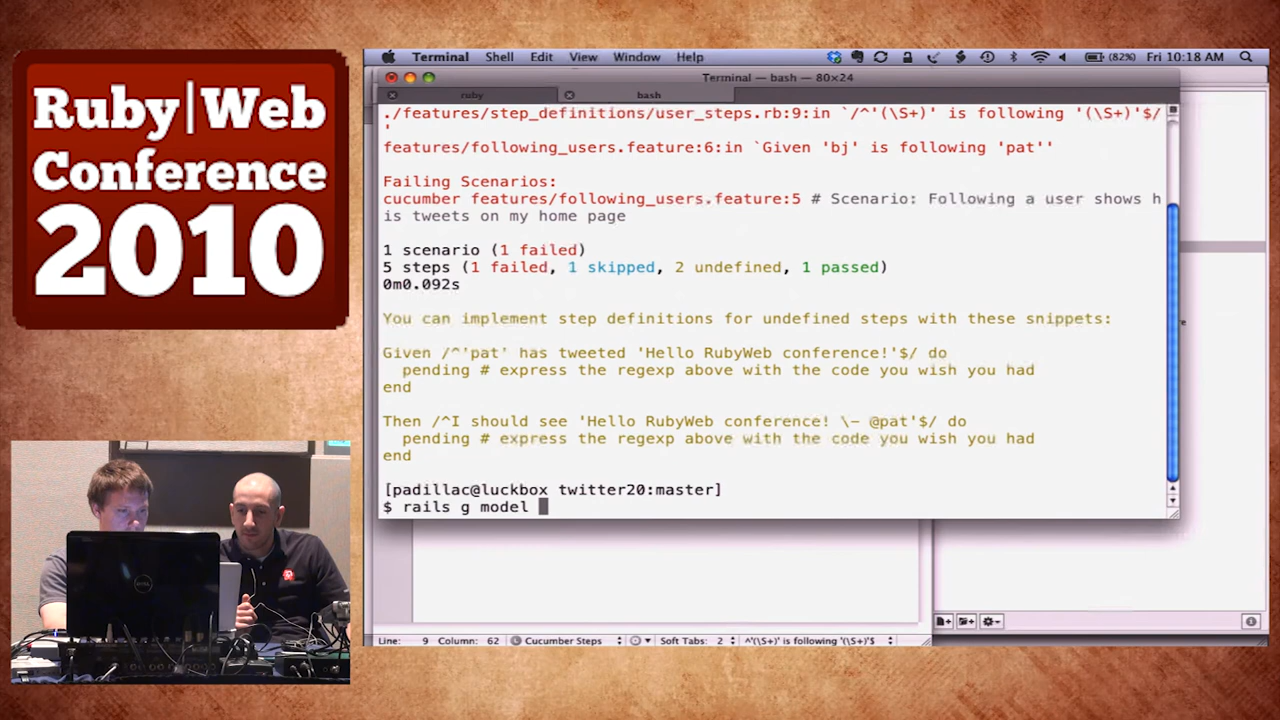 Ruby|Web
Conference
2010
Terminal Shell Edit View Window Help (82%) Fri 10:18 AM
Terminal — bash — 80×24
ruby bash
./features/step_definitions/user_steps.rb:9:in `/^'(\S+)' is following '(\S+)'$/
'
features/following_users.feature:6:in `Given 'bj' is following 'pat''
Failing Scenarios:
cucumber features/following_users.feature:5 # Scenario: Following a user shows h
is tweets on my home page
1 scenario (1 failed)
5 steps (1 failed, 1 skipped, 2 undefined, 1 passed)
0m0.092s
You can implement step definitions for undefined steps with these snippets:
Given /^'pat' has tweeted 'Hello RubyWeb conference!'$/ do
pending # express the regexp above with the code you wish you had
end
Then /^I should see 'Hello RubyWeb conference! \- @pat'$/ do
pending # express the regexp above with the code you wish you had
end
[padillac@luckbox twitter20:master]
$ rails g model
Line: 9 Column: 62 Cucumber Steps Soft Tabs: 2 ^'(\S+)' is following '(\S+)'$
DELL